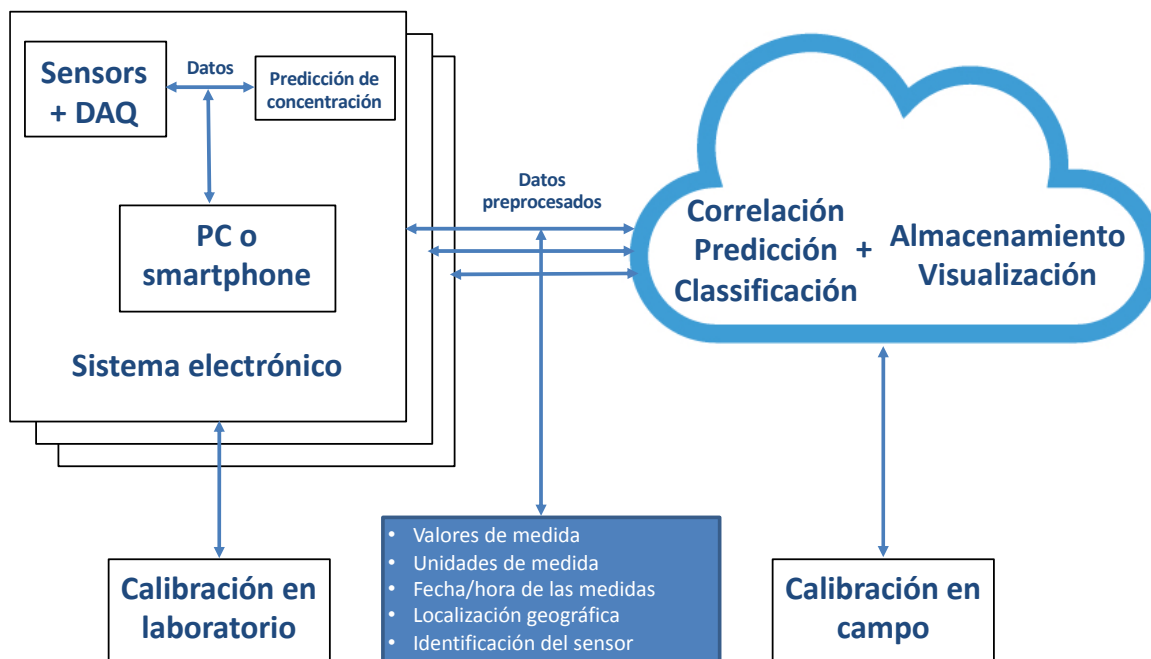 Sensors
+ DAQ
Datos
Predicción de
concentración
PC o
smartphone
Sistema electrónico
Datos
preprocesados
Correlación
Predicción
Classificación
+
Almacenamiento
Visualización
Calibración en
laboratorio
• Valores de medida
• Unidades de medida
• Fecha/hora de las medidas
• Localización geográfica
• Identificación del sensor
Calibración en
campo